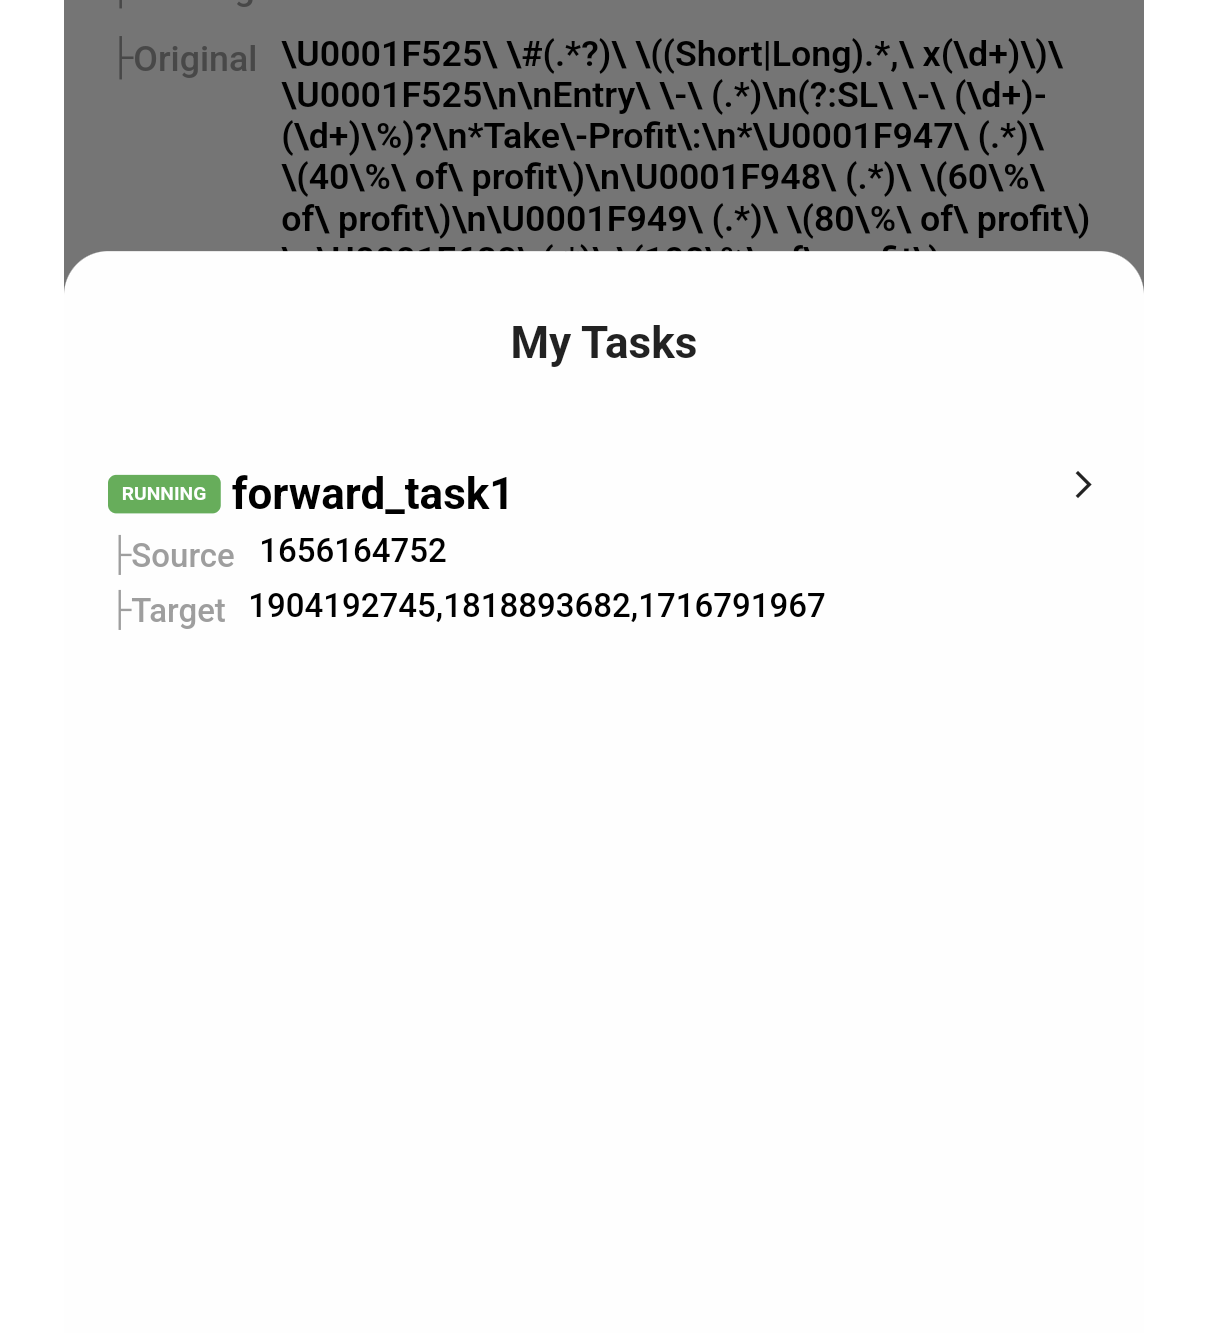 Original
\U0001F525\ \#(.*?)\ \((Short|Long).*,\ x(\d+)\)\
\U0001F525\n\nEntry\ \-\ (.*)\n(?:SL\ \-\ (\d+)-
(\d+)\%)?\n*Take\-Profit\:\n*\U0001F947\ (.*)\
\(40\%\ of\ profit\)\n\U0001F948\ (.*)\ \(60\%\
of\ profit\)\n\U0001F949\ (.*)\ \(80\%\ of\ profit\)
My Tasks
RUNNING forward_task1
Source 1656164752
Target 1904192745,1818893682,1716791967